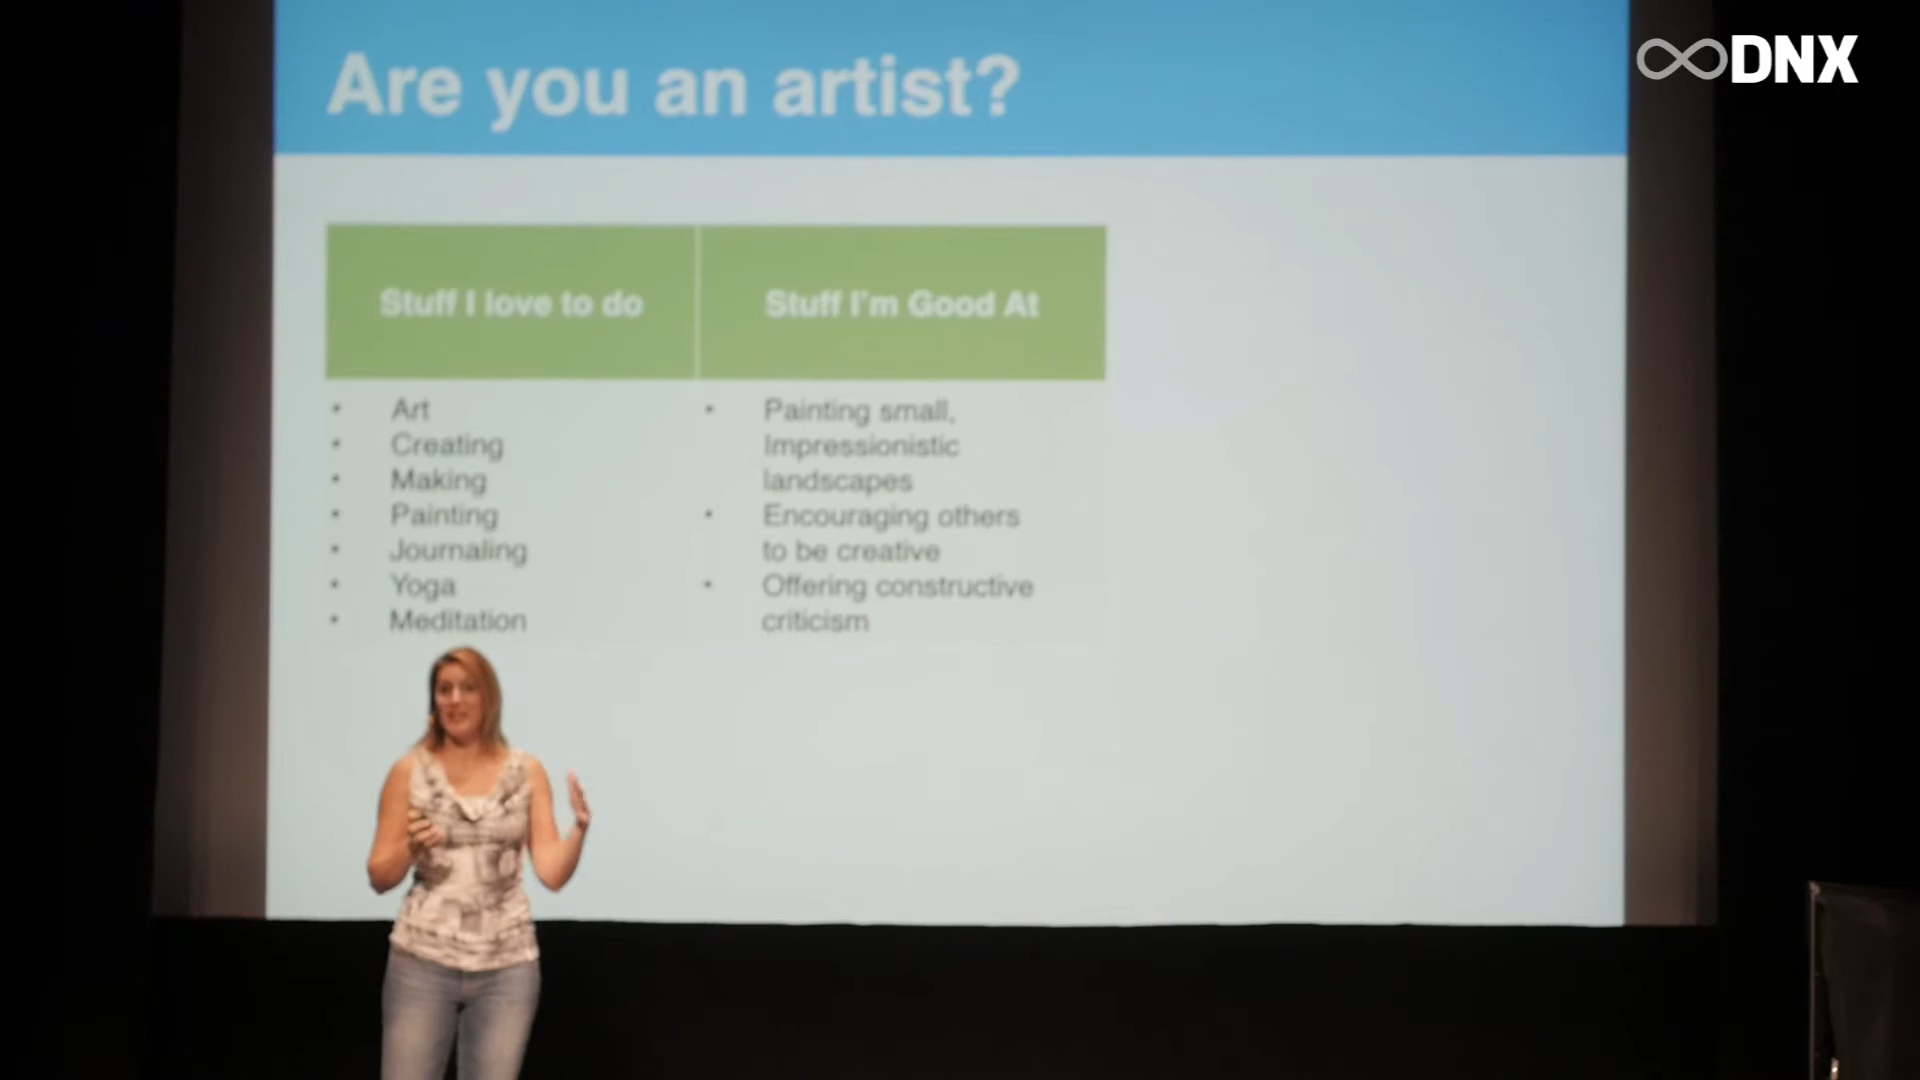 DNX
Are you an artist?
Stuff I love to do
Stuff I'm Good At
• Art
• Creating
• Making
• Painting
• Journaling
• Yoga
• Meditation
• Painting small,
Impressionistic
landscapes
• Encouraging others
to be creative
• Offering constructive
criticism